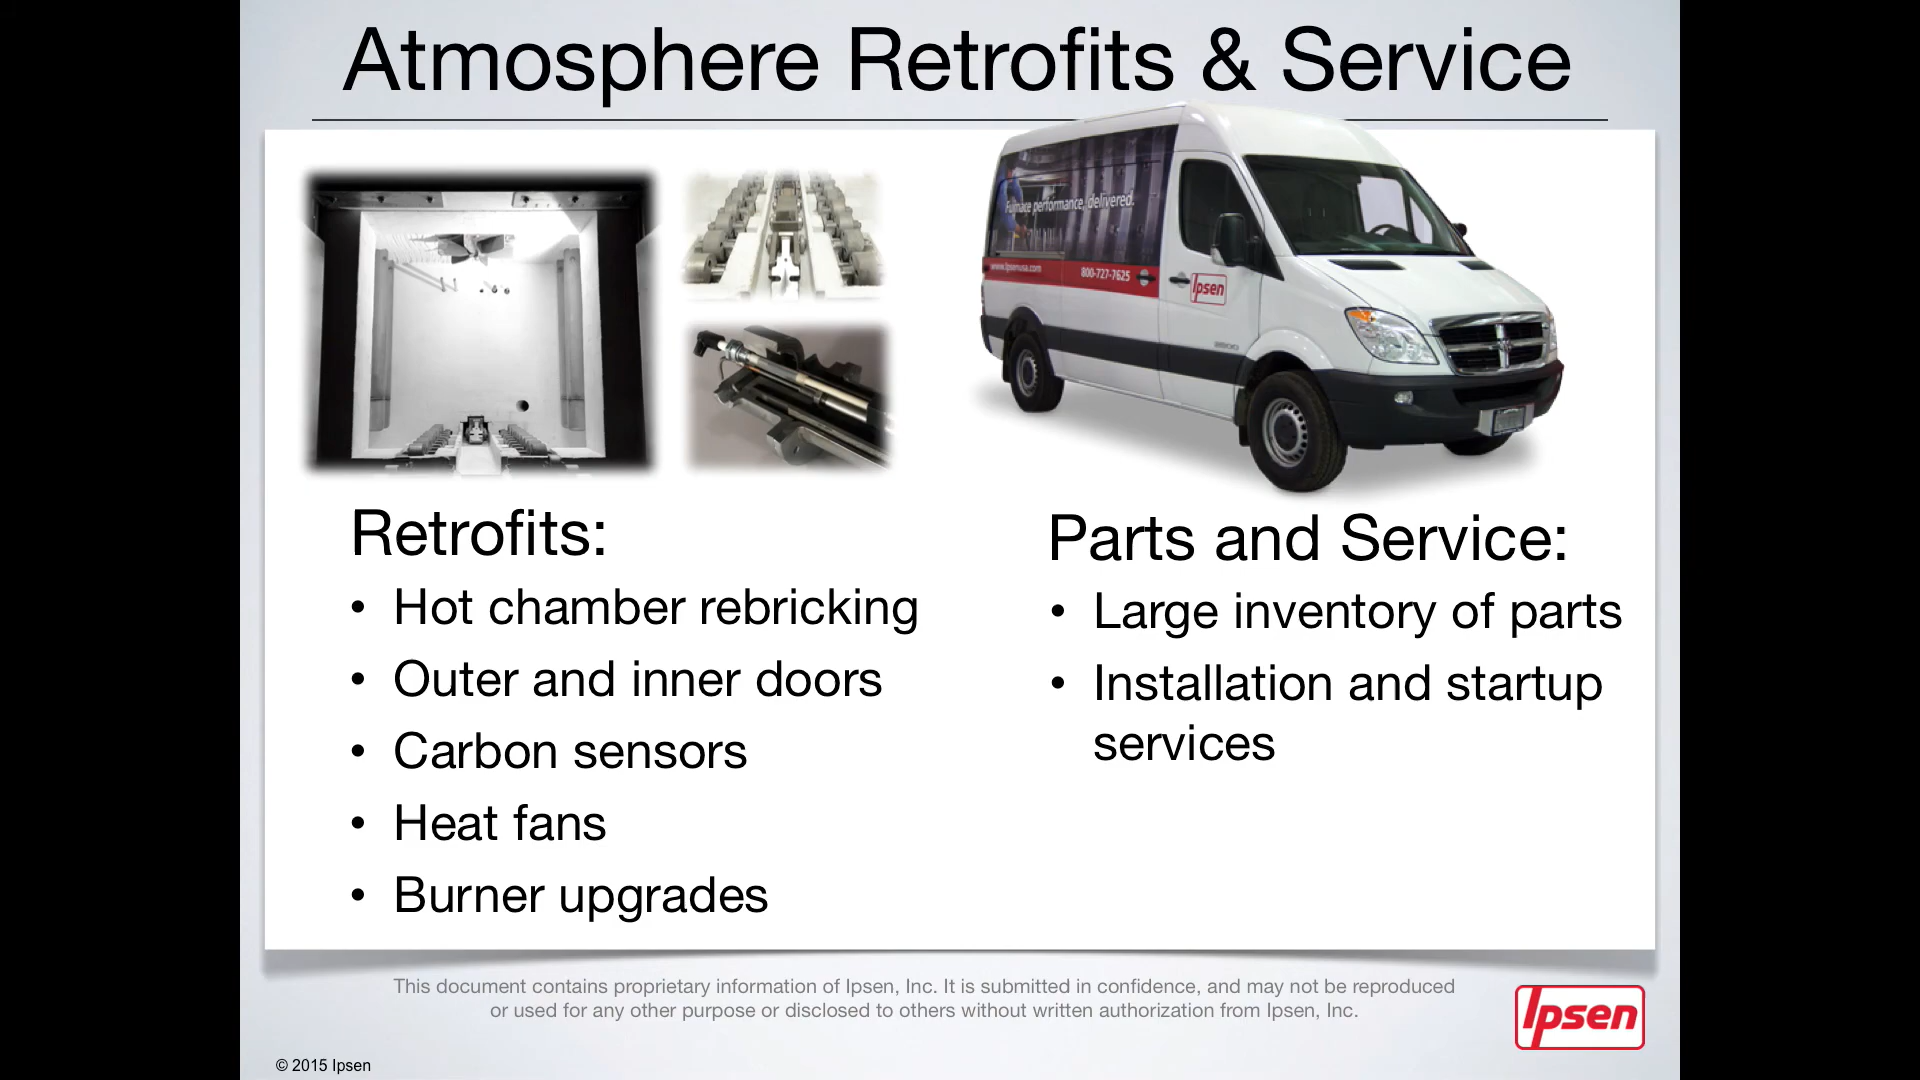 Atmosphere Retrofits & Service
Furnace performance, delivered.
www.Ipsenusa.com
800-727-7625
Ipsen
Retrofits:
• Hot chamber rebricking
• Outer and inner doors
• Carbon sensors
• Heat fans
• Burner upgrades
Parts and Service:
• Large inventory of parts
• Installation and startup
services
This document contains proprietary information of Ipsen, Inc. It is submitted in confidence, and may not be reproduced
or used for any other purpose or disclosed to others without written authorization from Ipsen, Inc.
Ipsen
© 2015 Ipsen